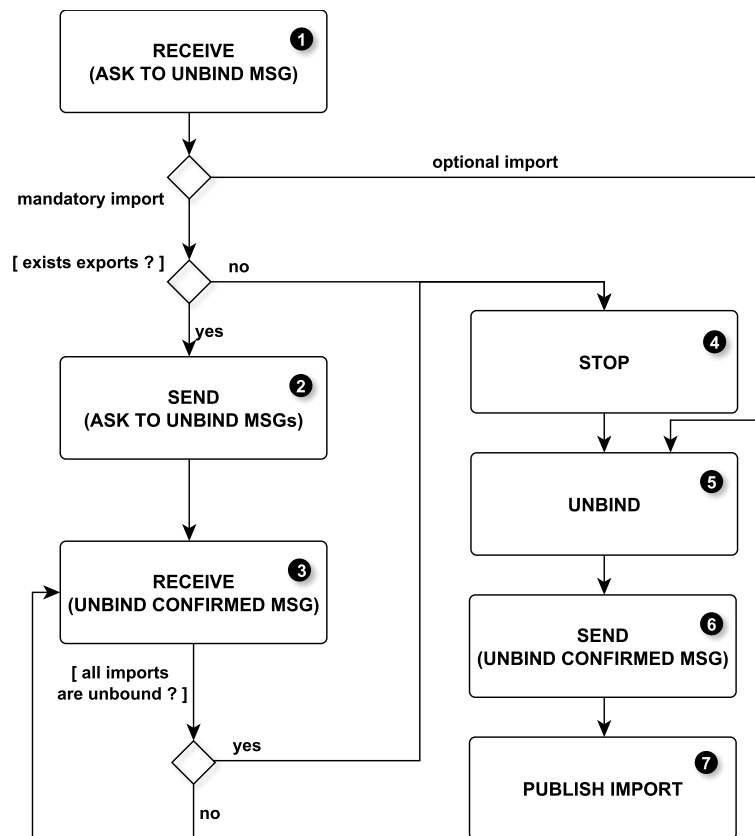 1
RECEIVE
(ASK TO UNBIND MSG)
optional import
mandatory import
[ exists exports ? ]
no
yes
2
SEND
(ASK TO UNBIND MSGs)
3
RECEIVE
(UNBIND CONFIRMED MSG)
[ all imports
are unbound ? ]
yes
no
4
STOP
5
UNBIND
6
SEND
(UNBIND CONFIRMED MSG)
7
PUBLISH IMPORT